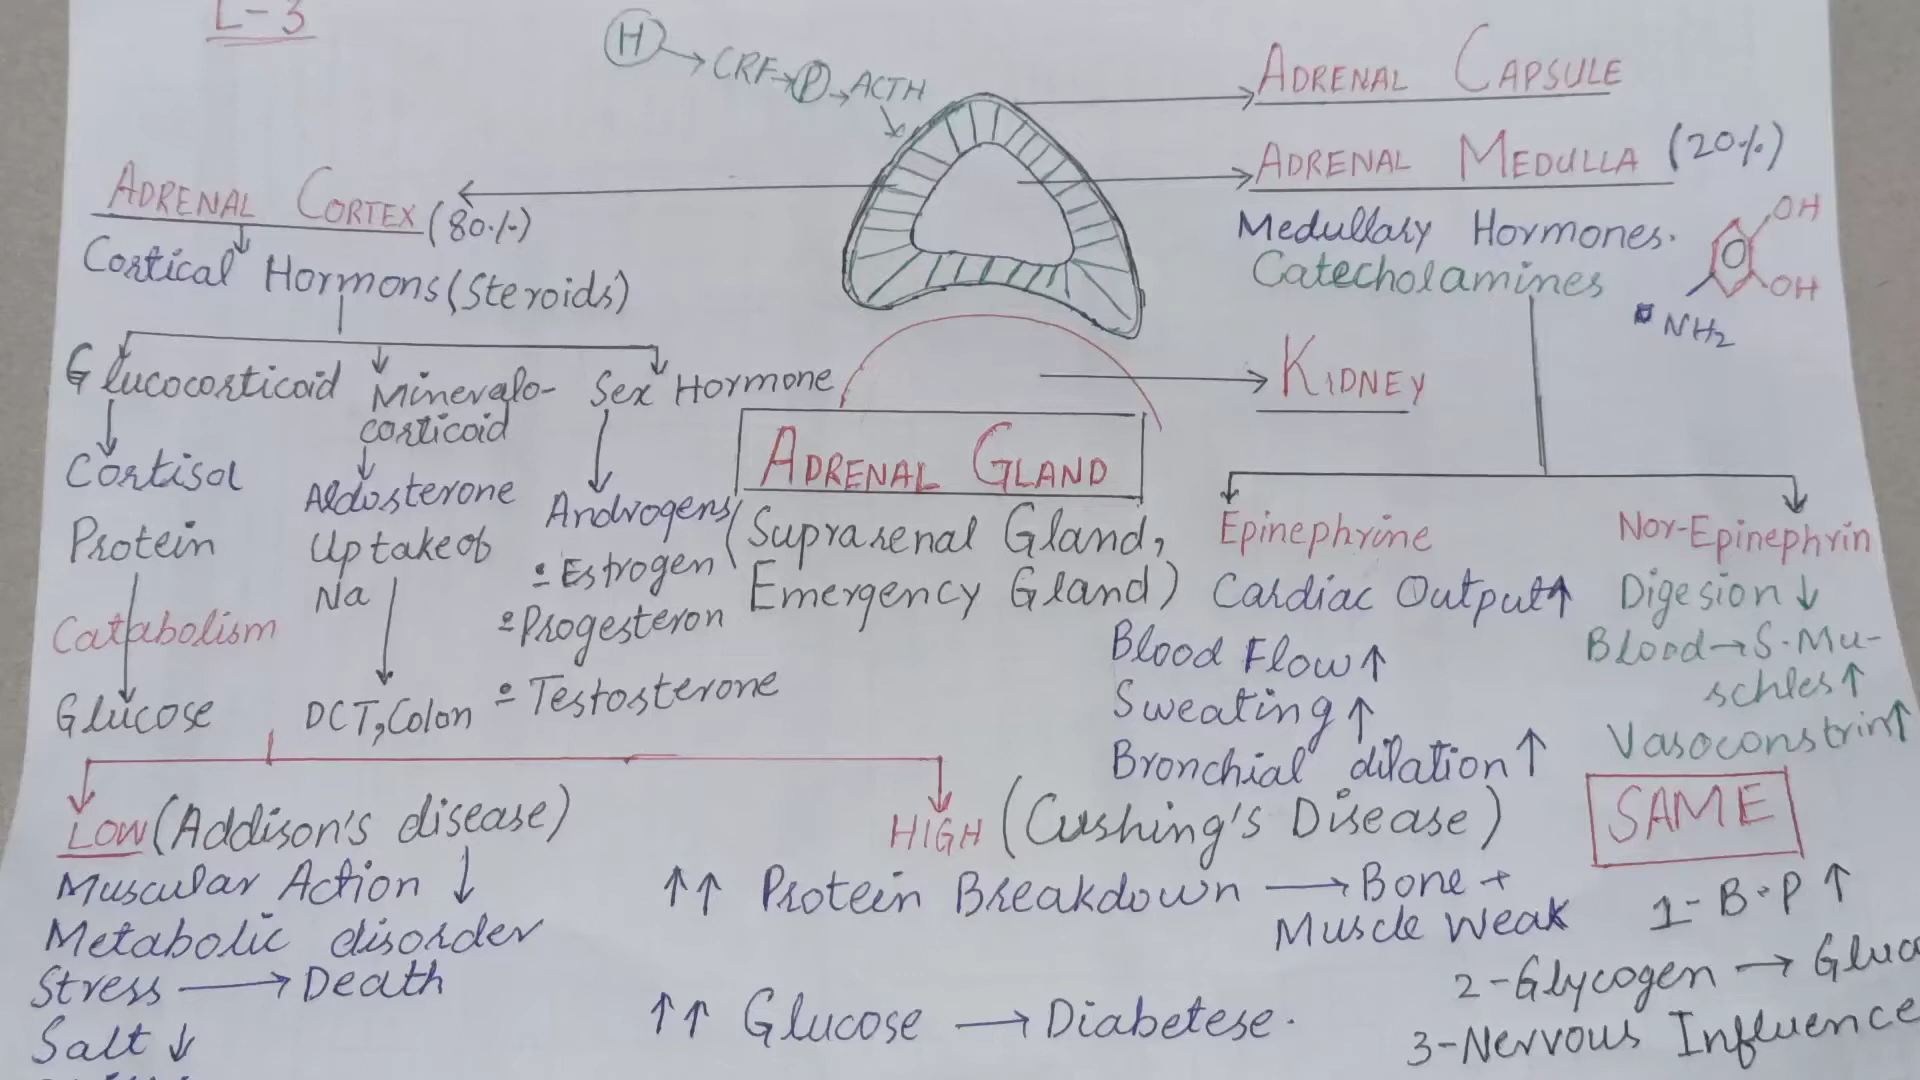 L-3
H → CRF → P → ACTH
ADRENAL CAPSULE
ADRENAL MEDULLA (20%)
Medullary Hormones.
Catecholamines
OH
OH
NH2
ADRENAL CORTEX (80%)
Cortical Hormons (Steroids)
Glucocorticoid
Mineralo-
corticoid
Sex Hormone
KIDNEY
ADRENAL GLAND
(Suprarenal Gland,
Emergency Gland)
Cortisol
Protein
Catabolism
Glucose
Aldosterone
Uptake of
Na
DCT, Colon
Androgens
Estrogen
Progesteron
Testosterone
Epinephrine
Cardiac Output ↑
Blood Flow ↑
Sweating ↑
Bronchial dilation ↑
Nor-Epinephrin
Digesion ↓
Blood → S. Mu-
schles ↑
Vasoconstrin ↑
LOW (Addison's disease)
Muscular Action ↓
Metabolic disorder
Stress → Death
Salt ↓
HIGH (Cushing's Disease)
↑↑ Protein Breakdown → Bone +
Muscle Weak
↑↑ Glucose → Diabetese.
SAME
1- B.P ↑
2- Glycogen → Gluc
3- Nervous Influence